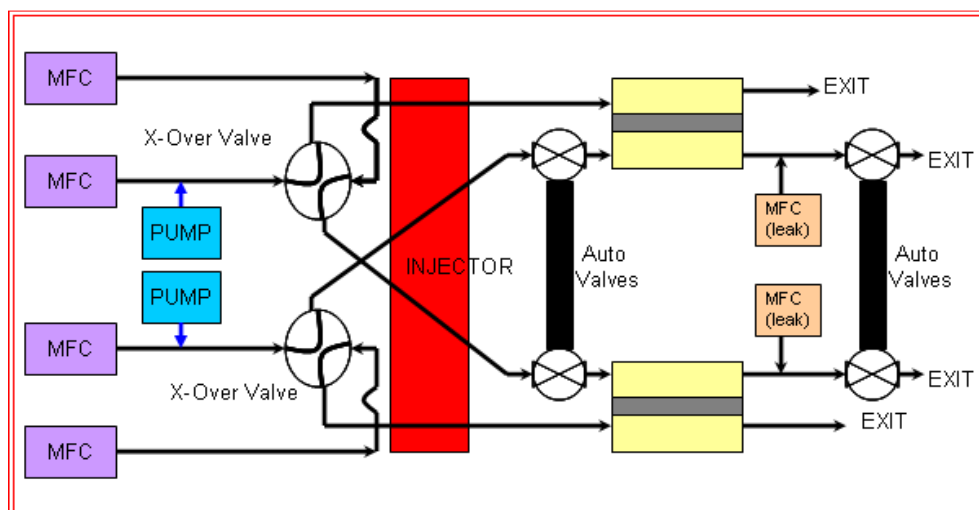 MFC
EXIT
X-Over Valve
MFC
EXIT
PUMP
MFC
(leak)
INJECTOR
Auto
Valves
Auto
Valves
PUMP
MFC
(leak)
MFC
X-Over Valve
EXIT
EXIT
MFC